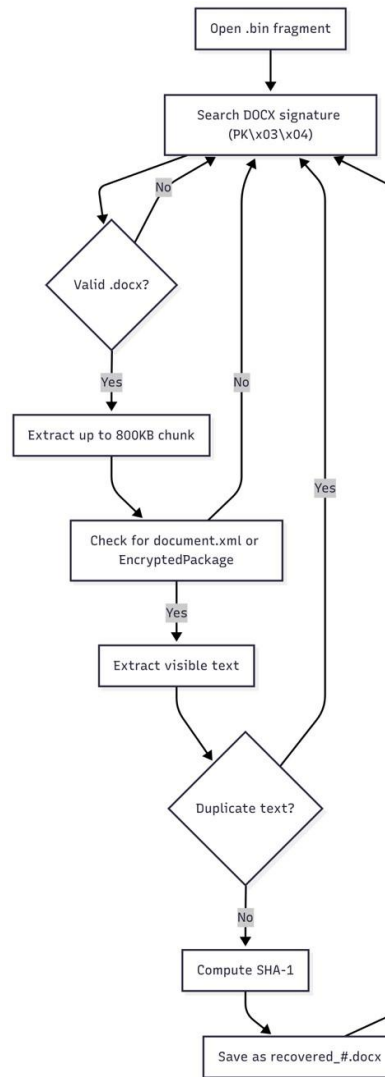 Open .bin fragment
Search DOCX signature
(PK\x03\x04)
No
Valid .docx?
Yes
No
Extract up to 800KB chunk
Yes
Check for document.xml or
EncryptedPackage
Yes
Extract visible text
Duplicate text?
No
Compute SHA-1
Save as recovered_#.docx